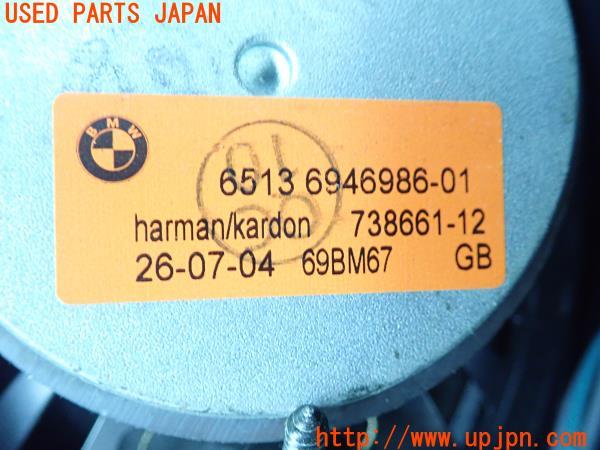 USED PARTS JAPAN
BMW
6513 6946986-01
harman/kardon 738661-12
26-07-04 69BM67 GB
http://www.upjpn.com